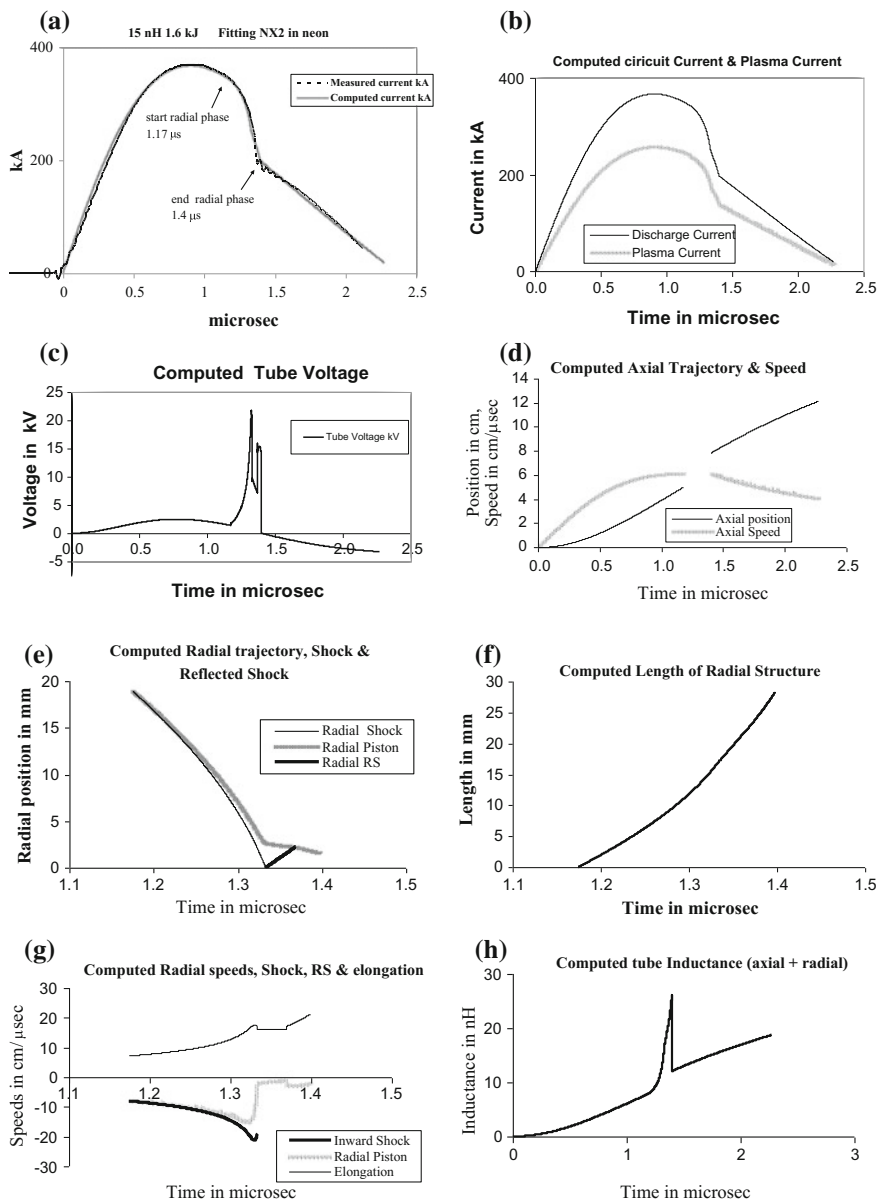 (a)
15 nH 1.6 kJ Fitting NX2 in neon
400
200
0
kA
Measured current kA
Computed current kA
start radial phase
1.17 µs
end radial phase
1.4 µs
0 0.5 1 1.5 2 2.5
microsec
(b)
Computed ciricuit Current & Plasma Current
400
200
0
Current in kA
Discharge Current
Plasma Current
0.0 0.5 1.0 1.5 2.0 2.5
Time in microsec
(c)
Computed Tube Voltage
25
20
15
10
5
0
-5
Voltage in kV
Tube Voltage kV
0.0 0.5 1.0 1.5 2.0 2.5
Time in microsec
(d)
Computed Axial Trajectory & Speed
14
12
10
8
6
4
2
0
Position in cm,
Speed in cm/µsec
Axial position
Axial Speed
0.0 0.5 1.0 1.5 2.0 2.5
Time in microsec
(e)
Computed Radial trajectory, Shock &
Reflected Shock
20
15
10
5
0
Radial position in mm
Radial Shock
Radial Piston
Radial RS
1.1 1.2 1.3 1.4 1.5
Time in microsec
(f)
Computed Length of Radial Structure
30
25
20
15
10
5
0
Length in mm
1.1 1.2 1.3 1.4 1.5
Time in microsec
(g)
Computed Radial speeds, Shock, RS & elongation
30
20
10
0
-10
-20
-30
Speeds in cm/µsec
1.1 1.2 1.3 1.4 1.5
Inward Shock
Radial Piston
Elongation
Time in microsec
(h)
Computed tube Inductance (axial + radial)
30
20
10
0
Inductance in nH
0 1 2 3
Time in microsec